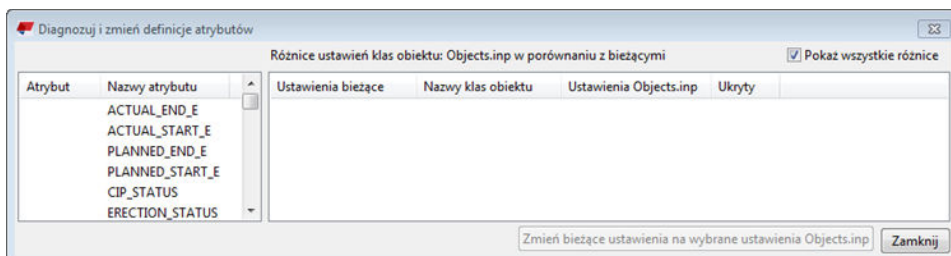 Diagnozuj i zmień definicje atrybutów
Różnice ustawień klas obiektu: Objects.inp w porównaniu z bieżącymi
Pokaż wszystkie różnice
Atrybut Nazwy atrybutu
Ustawienia bieżące Nazwy klas obiektu Ustawienia Objects.inp Ukryty
ACTUAL_END_E
ACTUAL_START_E
PLANNED_END_E
PLANNED_START_E
CIP_STATUS
ERECTION_STATUS
Zmień bieżące ustawienia na wybrane ustawienia Objects.inp
Zamknij